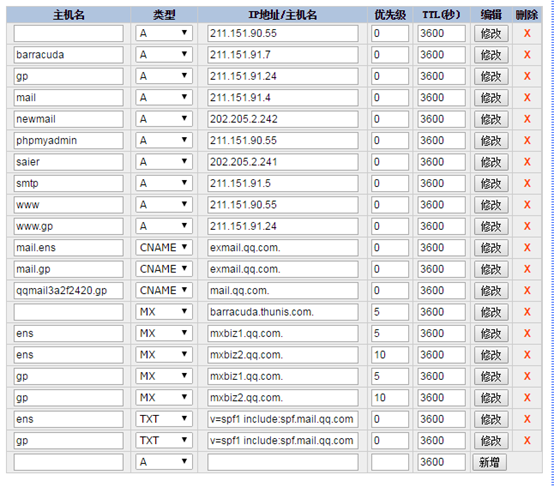 主机名 类型 IP地址/主机名 优先级 TTL(秒) 编辑 删除
A 211.151.90.55 0 3600 修改 X
barracuda A 211.151.91.7 0 3600 修改 X
gp A 211.151.91.24 0 3600 修改 X
mail A 211.151.91.4 0 3600 修改 X
newmail A 202.205.2.242 0 3600 修改 X
phpmyadmin A 211.151.90.55 0 3600 修改 X
saier A 202.205.2.241 0 3600 修改 X
smtp A 211.151.91.5 0 3600 修改 X
www A 211.151.90.55 0 3600 修改 X
www.gp A 211.151.91.24 0 3600 修改 X
mail.ens CNAME exmail.qq.com. 0 3600 修改 X
mail.gp CNAME exmail.qq.com. 0 3600 修改 X
qqmail3a2f2420.gp CNAME mail.qq.com. 0 3600 修改 X
MX barracuda.thunis.com. 5 3600 修改 X
ens MX mxbiz1.qq.com. 5 3600 修改 X
ens MX mxbiz2.qq.com. 10 3600 修改 X
gp MX mxbiz1.qq.com. 5 3600 修改 X
gp MX mxbiz2.qq.com. 10 3600 修改 X
ens TXT v=spf1 include:spf.mail.qq.com 0 3600 修改 X
gp TXT v=spf1 include:spf.mail.qq.com 0 3600 修改 X
A 3600 新增